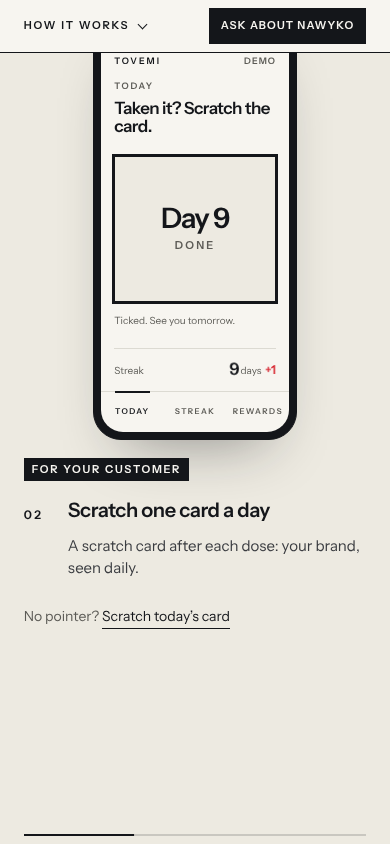 HOW IT WORKS
ASK ABOUT NAWYKO
TOVEMI
DEMO
TODAY
Taken it? Scratch the
card.
Day 9
DONE
Ticked. See you tomorrow.
Streak
9 days +1
TODAY
STREAK
REWARDS
FOR YOUR CUSTOMER
02
Scratch one card a day
A scratch card after each dose: your brand,
seen daily.
No pointer? Scratch today’s card